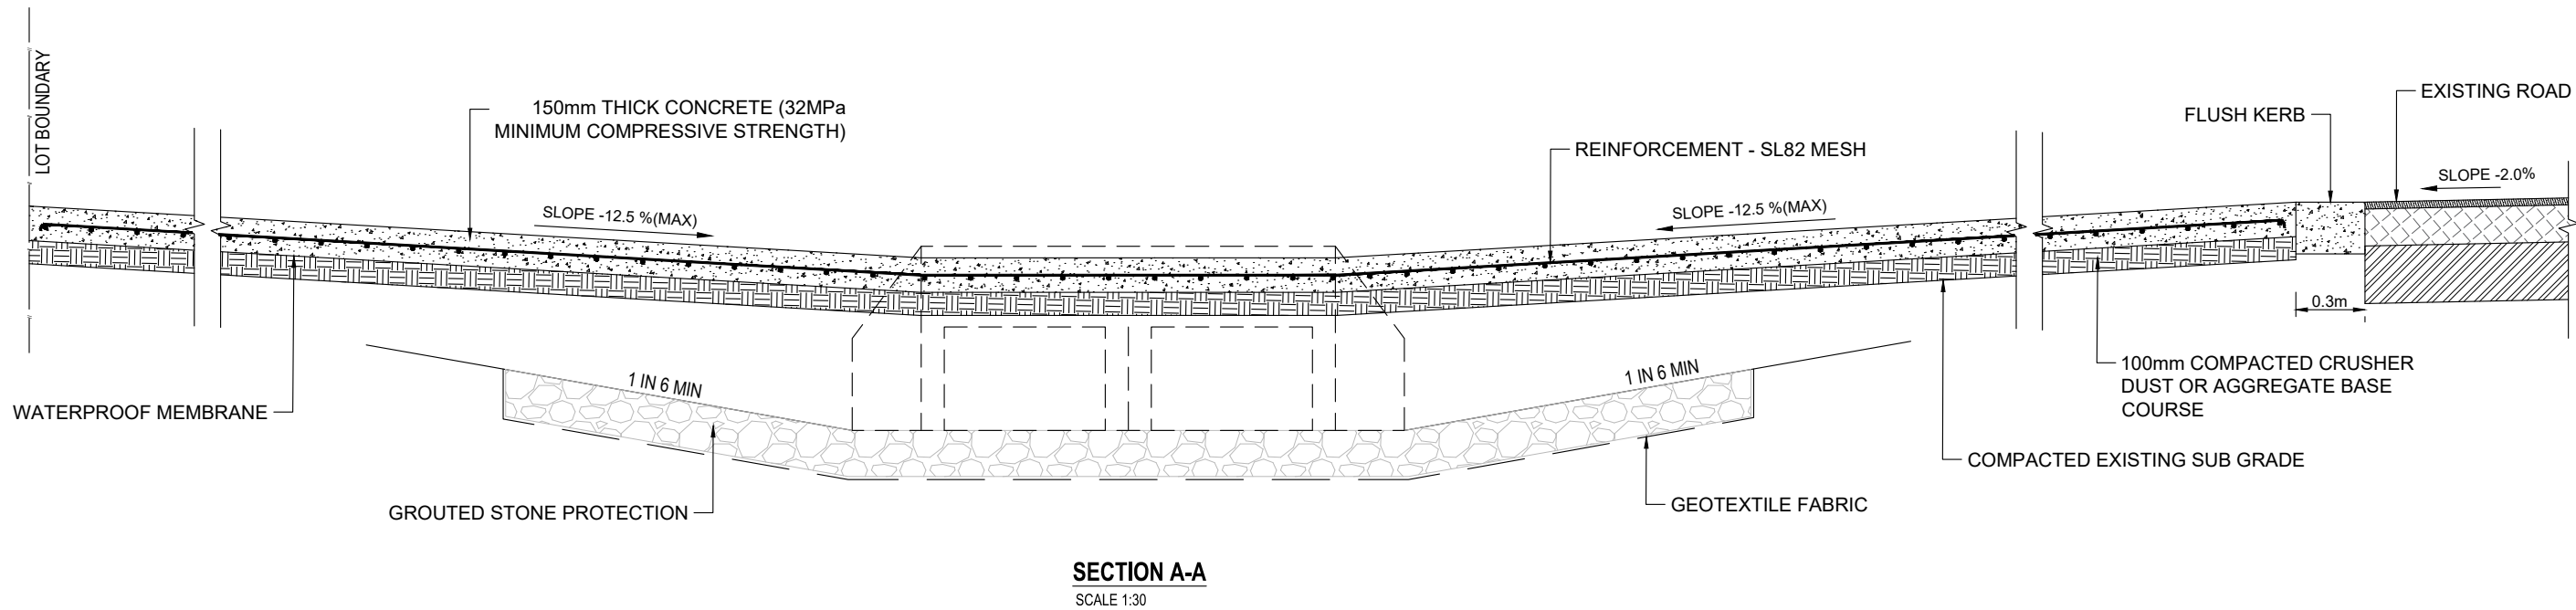 LOT BOUNDARY
150mm THICK CONCRETE (32MPa
MINIMUM COMPRESSIVE STRENGTH)
SLOPE -12.5 %(MAX)
REINFORCEMENT - SL82 MESH
SLOPE -12.5 %(MAX)
FLUSH KERB
EXISTING ROAD
SLOPE -2.0%
0.3m
1 IN 6 MIN
1 IN 6 MIN
WATERPROOF MEMBRANE
100mm COMPACTED CRUSHER
DUST OR AGGREGATE BASE
COURSE
COMPACTED EXISTING SUB GRADE
GROUTED STONE PROTECTION
GEOTEXTILE FABRIC
SECTION A-A
SCALE 1:30